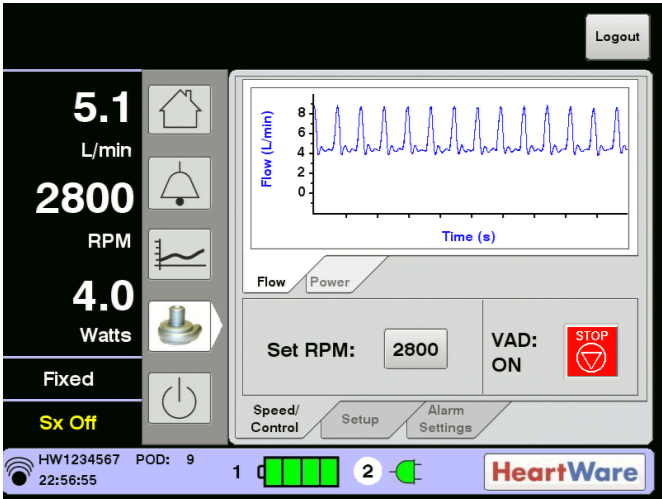 Logout
5.1
L/min
2800
RPM
4.0
Watts
Fixed
Sx Off
Flow (L/min)
8
6
4
2
0
Time (s)
Flow
Power
Set RPM: 2800
VAD:
ON
STOP
Speed/
Control
Setup
Alarm
Settings
HW1234567 POD: 9
22:56:55
1
2
HeartWare